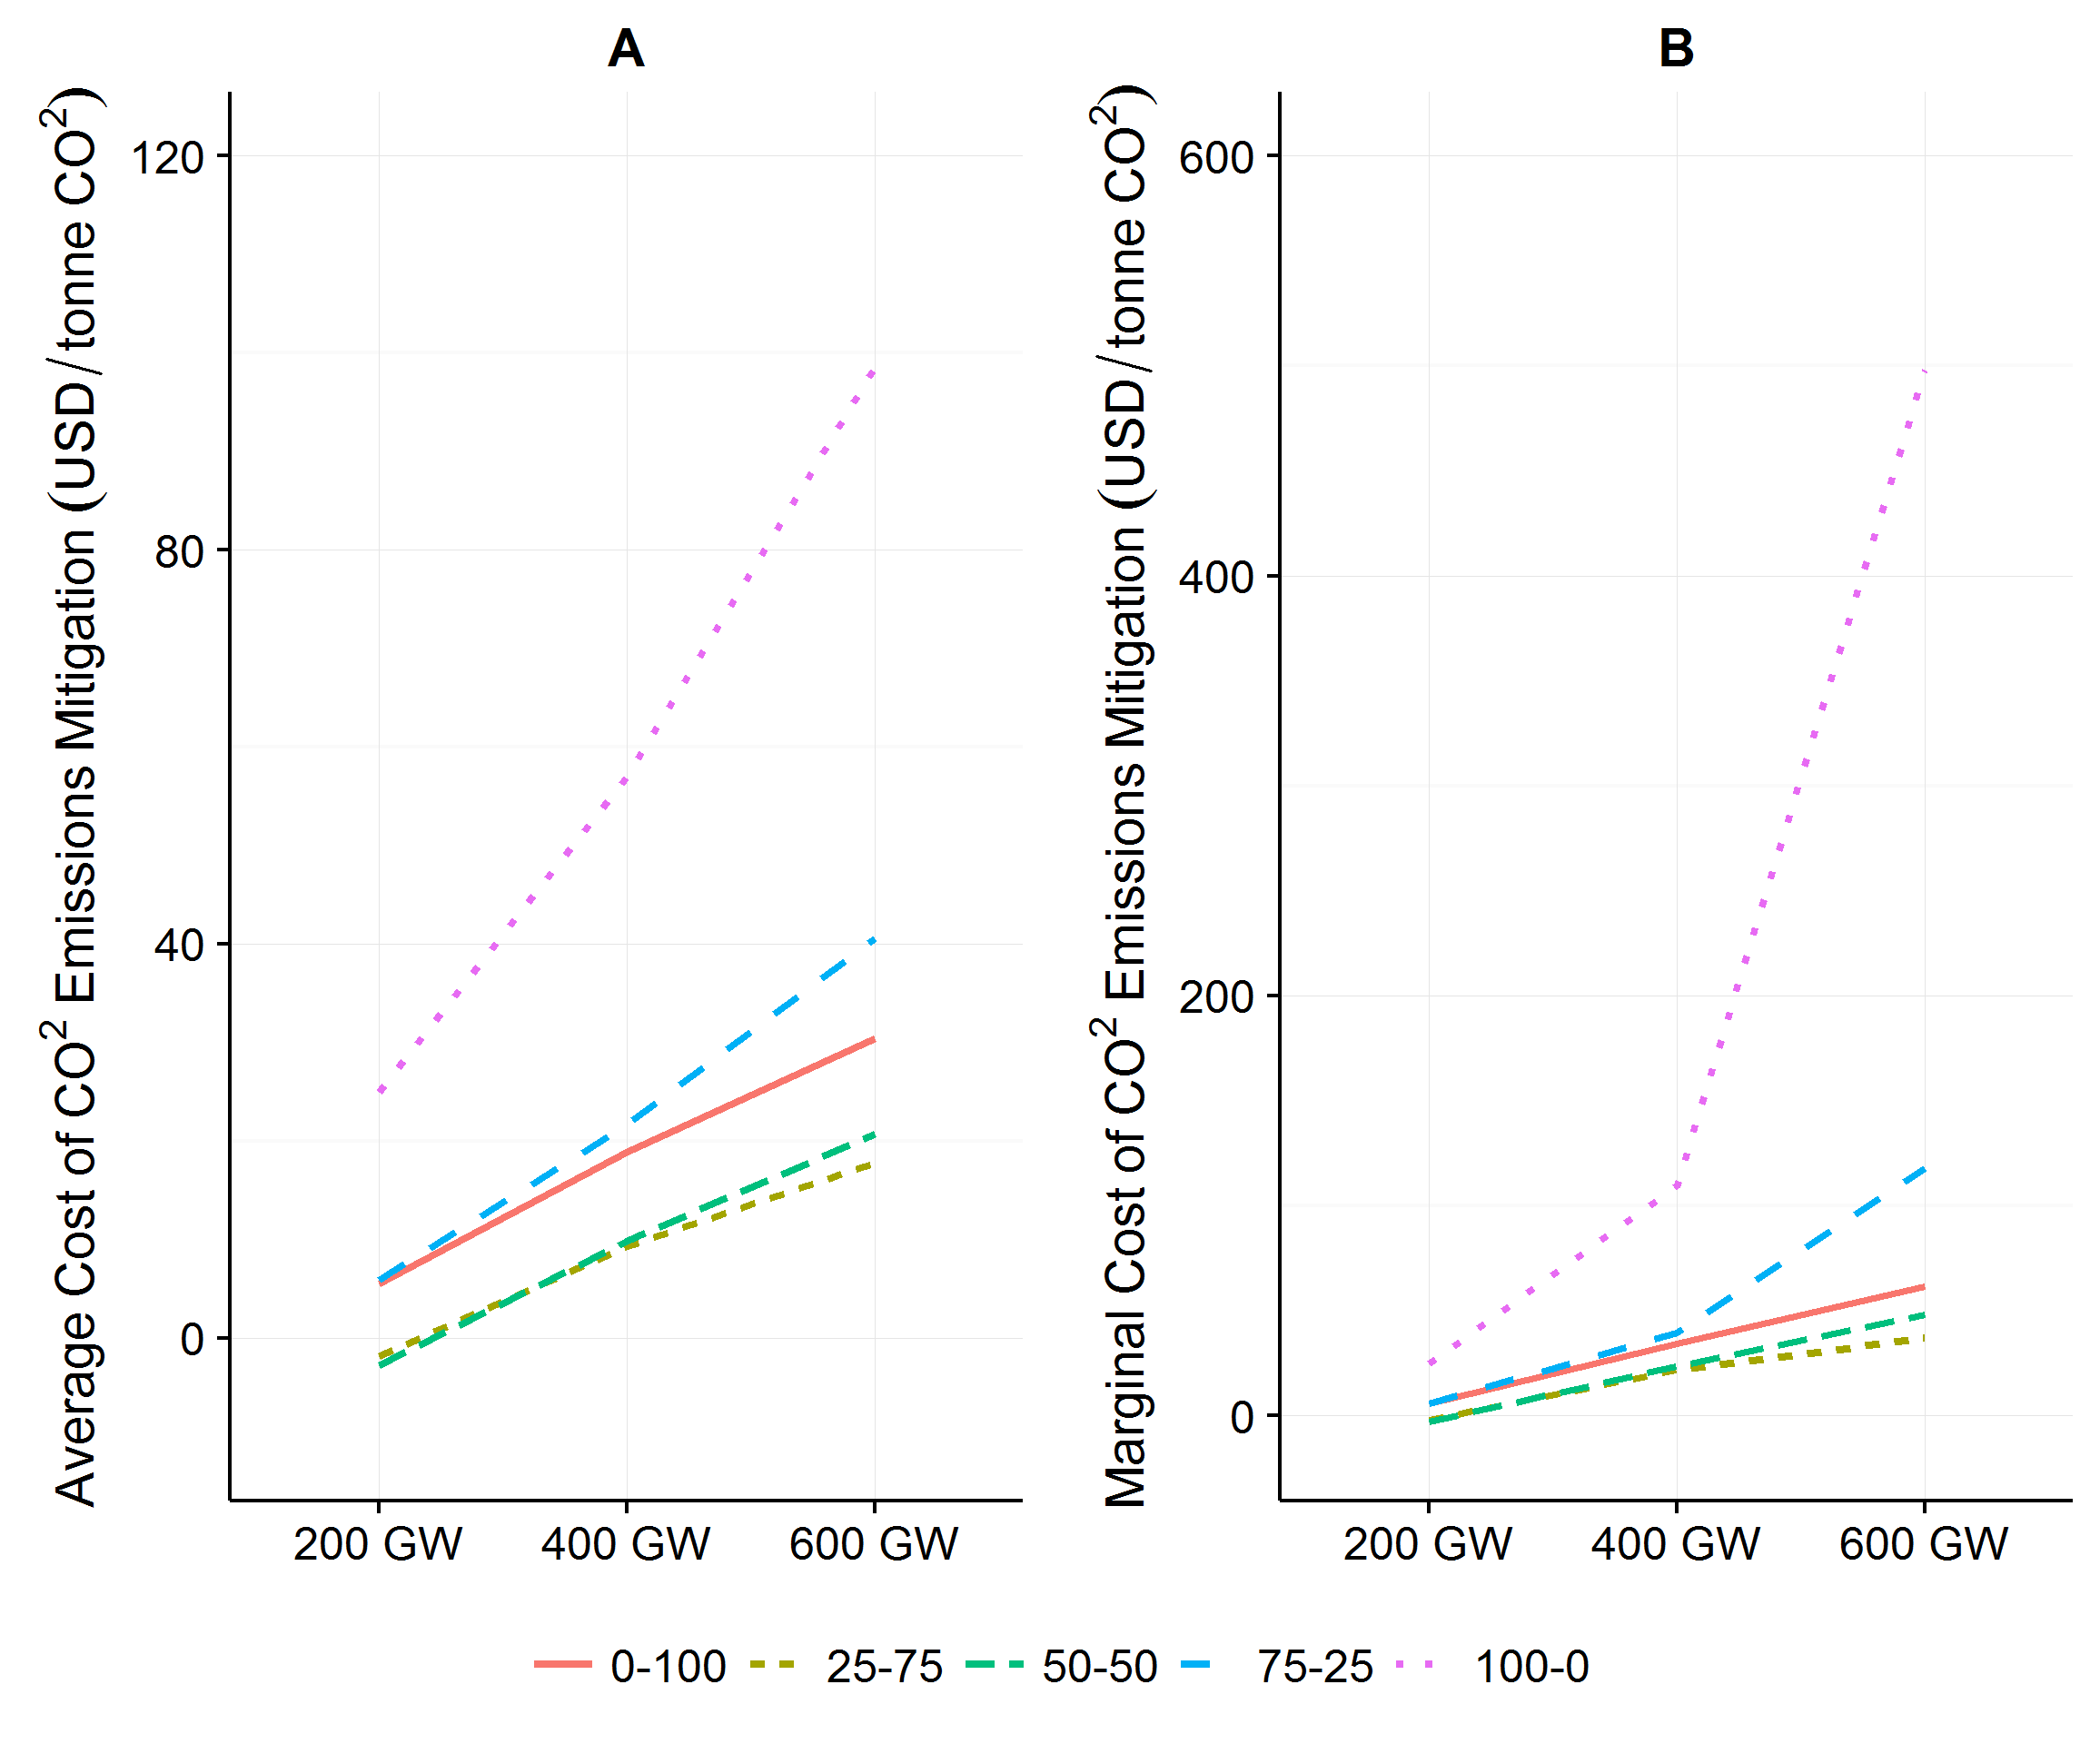 A
Average Cost of CO² Emissions Mitigation (USD/tonne CO²)
120
80
40
0
200 GW 400 GW 600 GW
B
Marginal Cost of CO² Emissions Mitigation (USD/tonne CO²)
600
400
200
0
200 GW 400 GW 600 GW
0-100 25-75 50-50 75-25 100-0